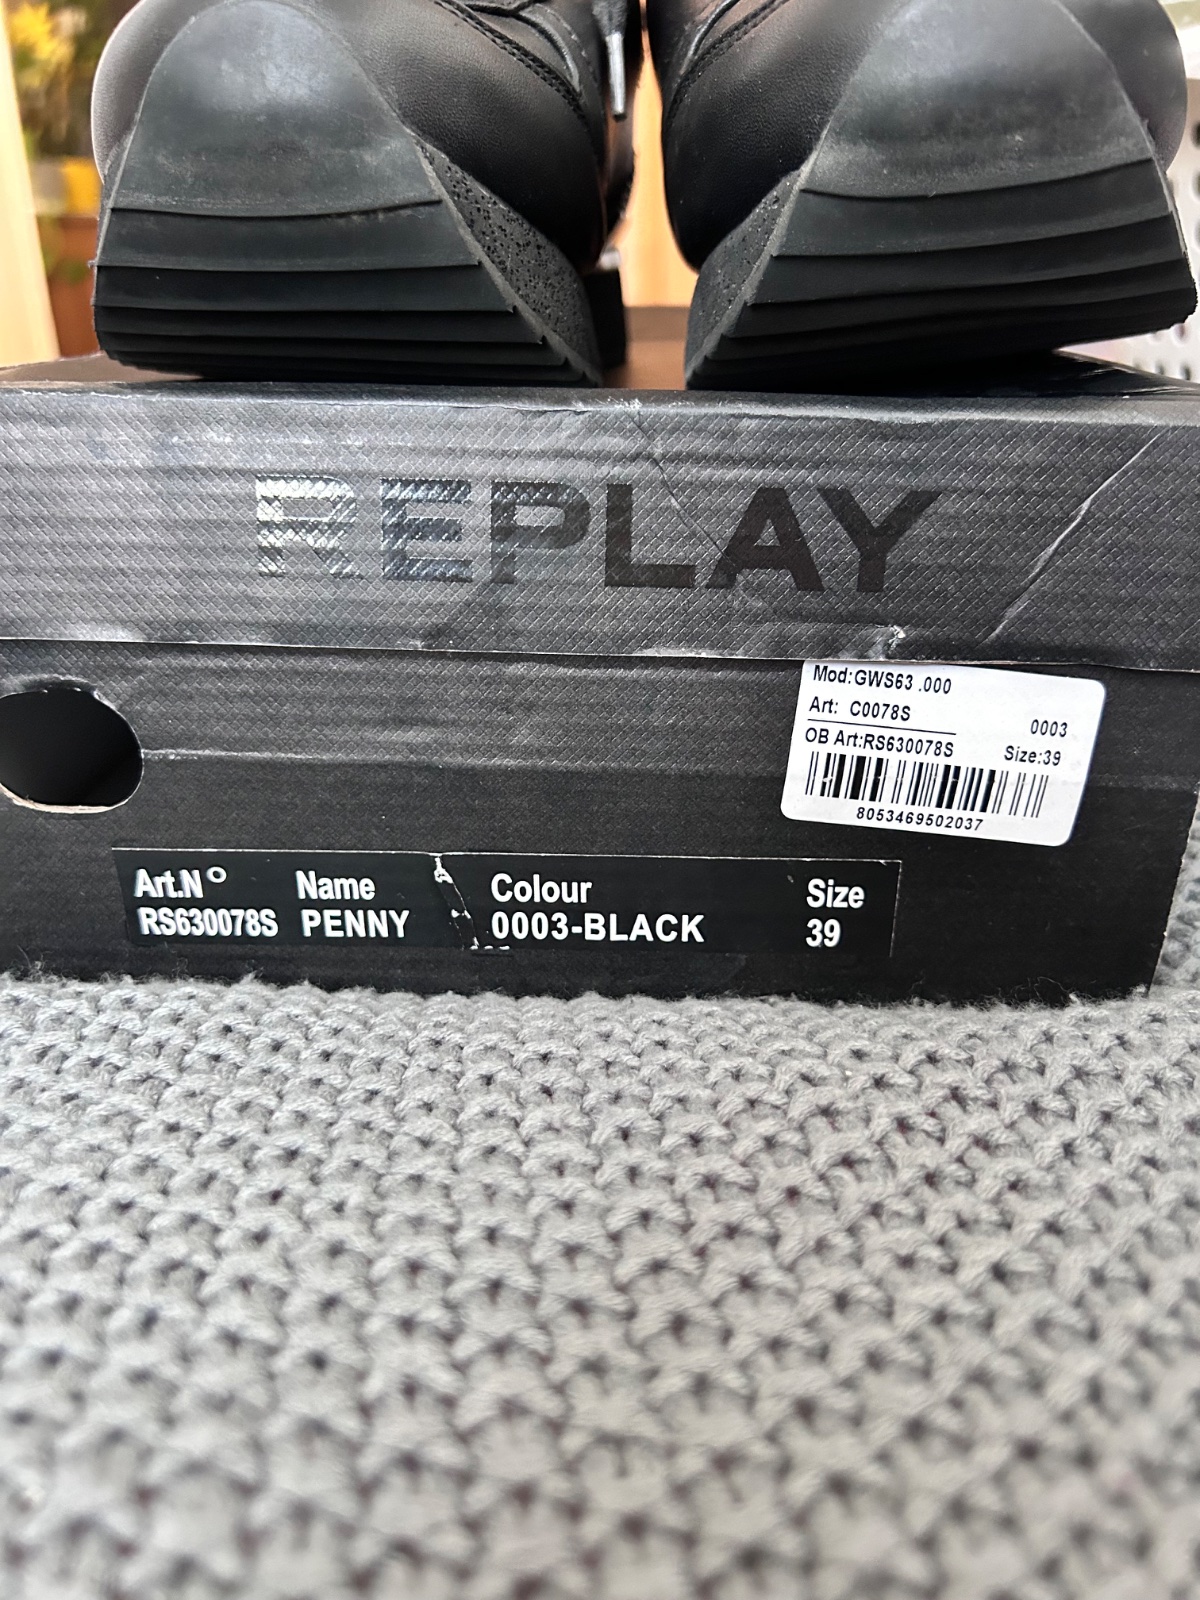 REPLAY
Mod:GWS63 .000
Art: C0078S 0003
OB Art:RS630078S Size:39
8053469502037
Art.N° Name Colour Size
RS630078S PENNY 0003-BLACK 39